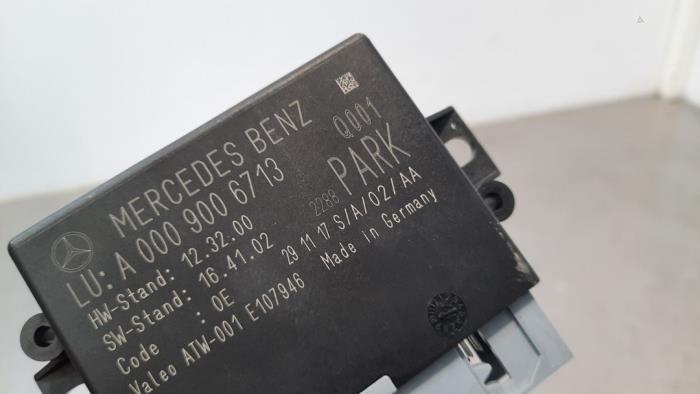 MERCEDES BENZ Q001
LU: A 000 900 6713 PARK
HW-Stand: 12.32.00 2288
SW-Stand: 16.41.02 29 11 17 S/A/02/AA
Code : 0E Made in Germany
Valeo ATW-001 E107946